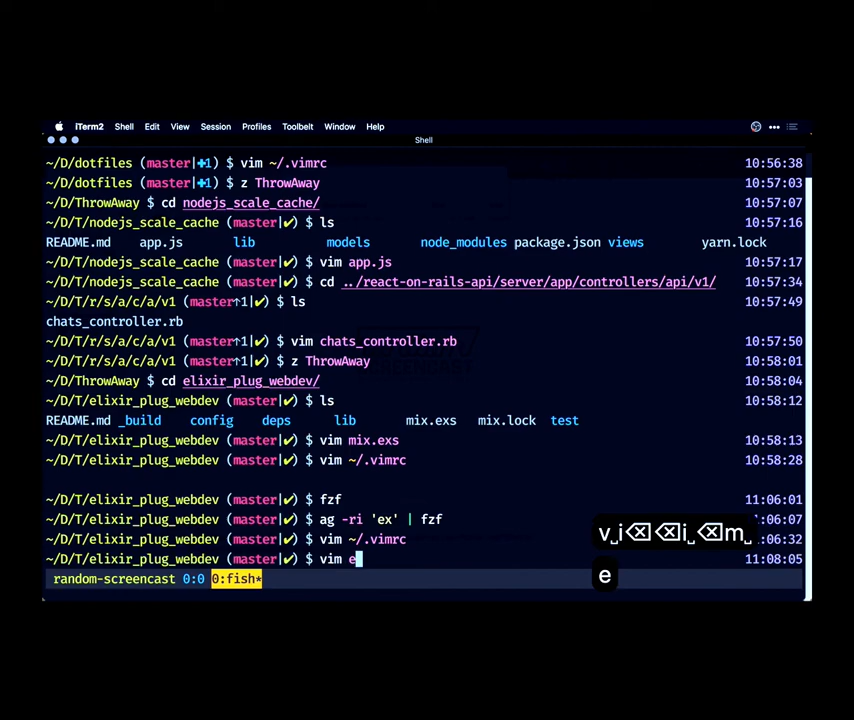 iTerm2 Shell Edit View Session Profiles Toolbelt Window Help
Shell
~/D/dotfiles (master|✚1) $ vim ~/.vimrc 10:56:38
~/D/dotfiles (master|✚1) $ z ThrowAway 10:57:03
~/D/ThrowAway $ cd nodejs_scale_cache/ 10:57:07
~/D/T/nodejs_scale_cache (master|✔) $ ls 10:57:16
README.md app.js lib models node_modules package.json views yarn.lock
~/D/T/nodejs_scale_cache (master|✔) $ vim app.js 10:57:17
~/D/T/nodejs_scale_cache (master|✔) $ cd ../react-on-rails-api/server/app/controllers/api/v1/ 10:57:34
~/D/T/r/s/a/c/a/v1 (master↑1|✔) $ ls 10:57:49
chats_controller.rb
~/D/T/r/s/a/c/a/v1 (master↑1|✔) $ vim chats_controller.rb 10:57:50
~/D/T/r/s/a/c/a/v1 (master↑1|✔) $ z ThrowAway 10:58:01
~/D/ThrowAway $ cd elixir_plug_webdev/ 10:58:04
~/D/T/elixir_plug_webdev (master|✔) $ ls 10:58:12
README.md _build config deps lib mix.exs mix.lock test
~/D/T/elixir_plug_webdev (master|✔) $ vim mix.exs 10:58:13
~/D/T/elixir_plug_webdev (master|✔) $ vim ~/.vimrc 10:58:28
~/D/T/elixir_plug_webdev (master|✔) $ fzf 11:06:01
~/D/T/elixir_plug_webdev (master|✔) $ ag -ri 'ex' | fzf 11:06:07
~/D/T/elixir_plug_webdev (master|✔) $ vim ~/.vimrc 11:06:32
v␣i⌫⌫i␣⌫m␣
~/D/T/elixir_plug_webdev (master|✔) $ vim e 11:08:05
e
random-screencast 0:0 0:fish*